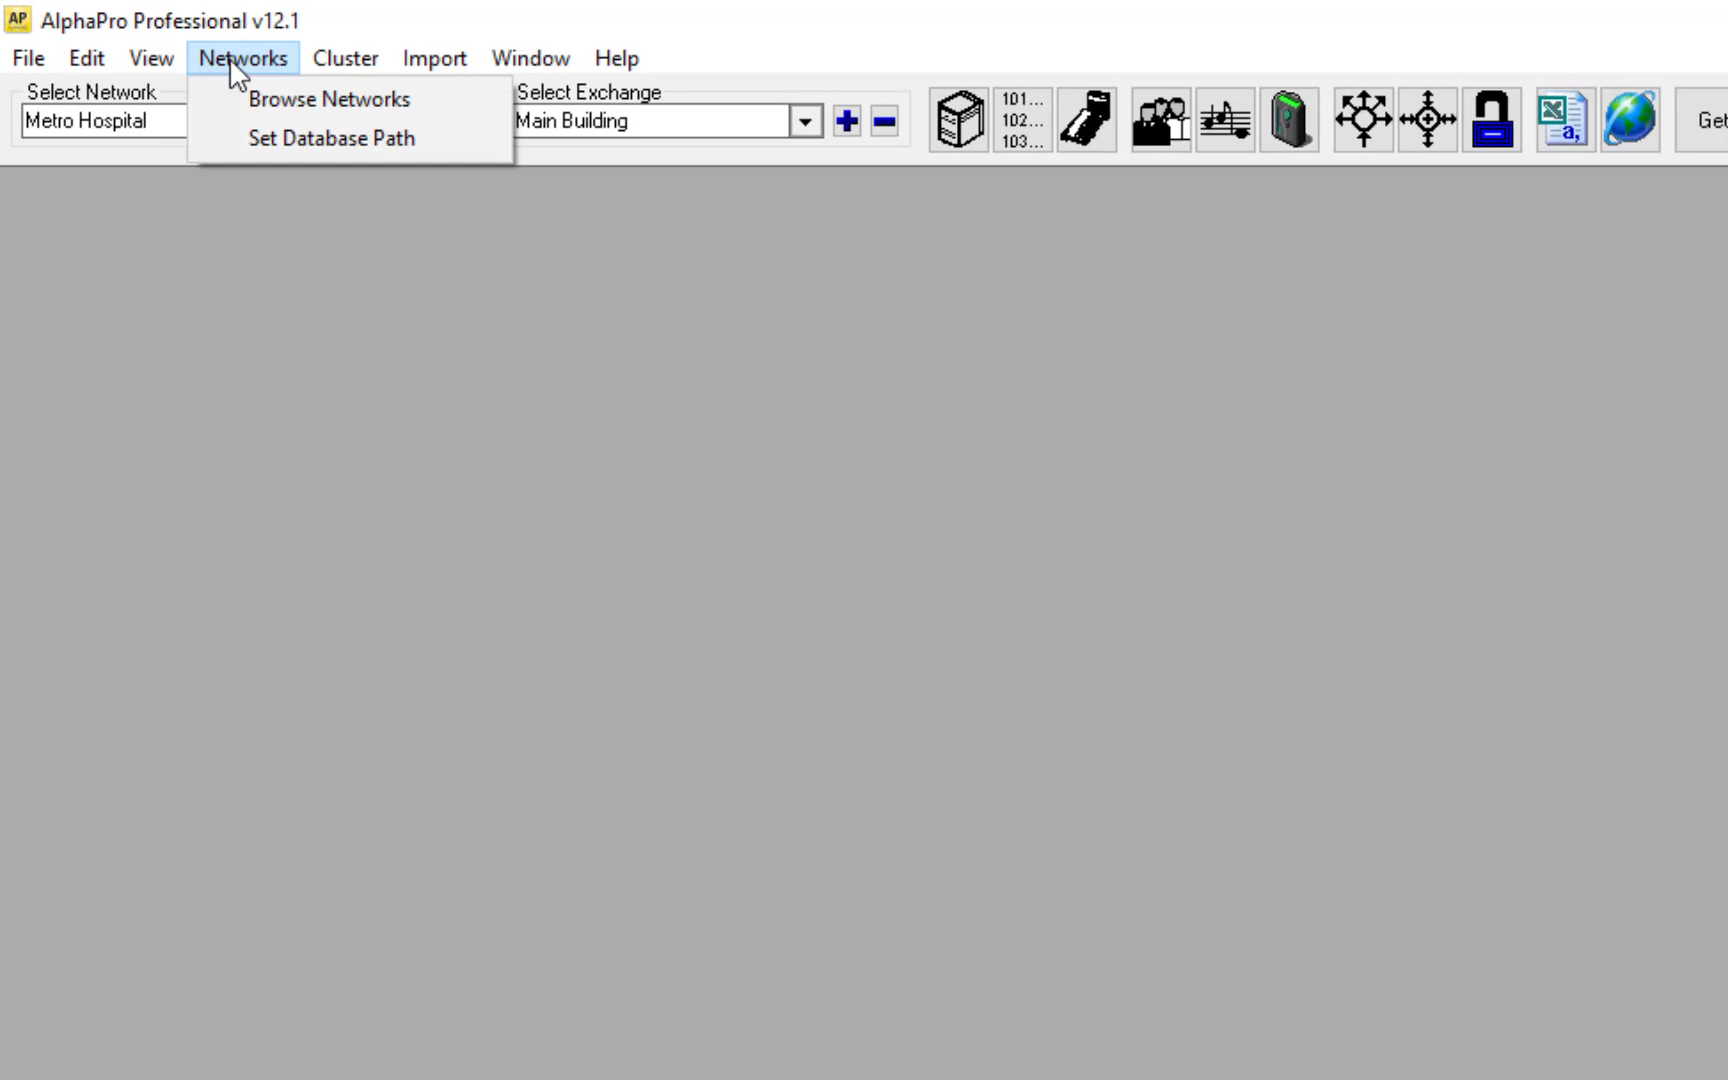 AP AlphaPro Professional v12.1
File Edit View Networks Cluster Import Window Help
Select Network Browse Networks Select Exchange
Metro Hospital Set Database Path Main Building
101...
102...
103...
a,
Get